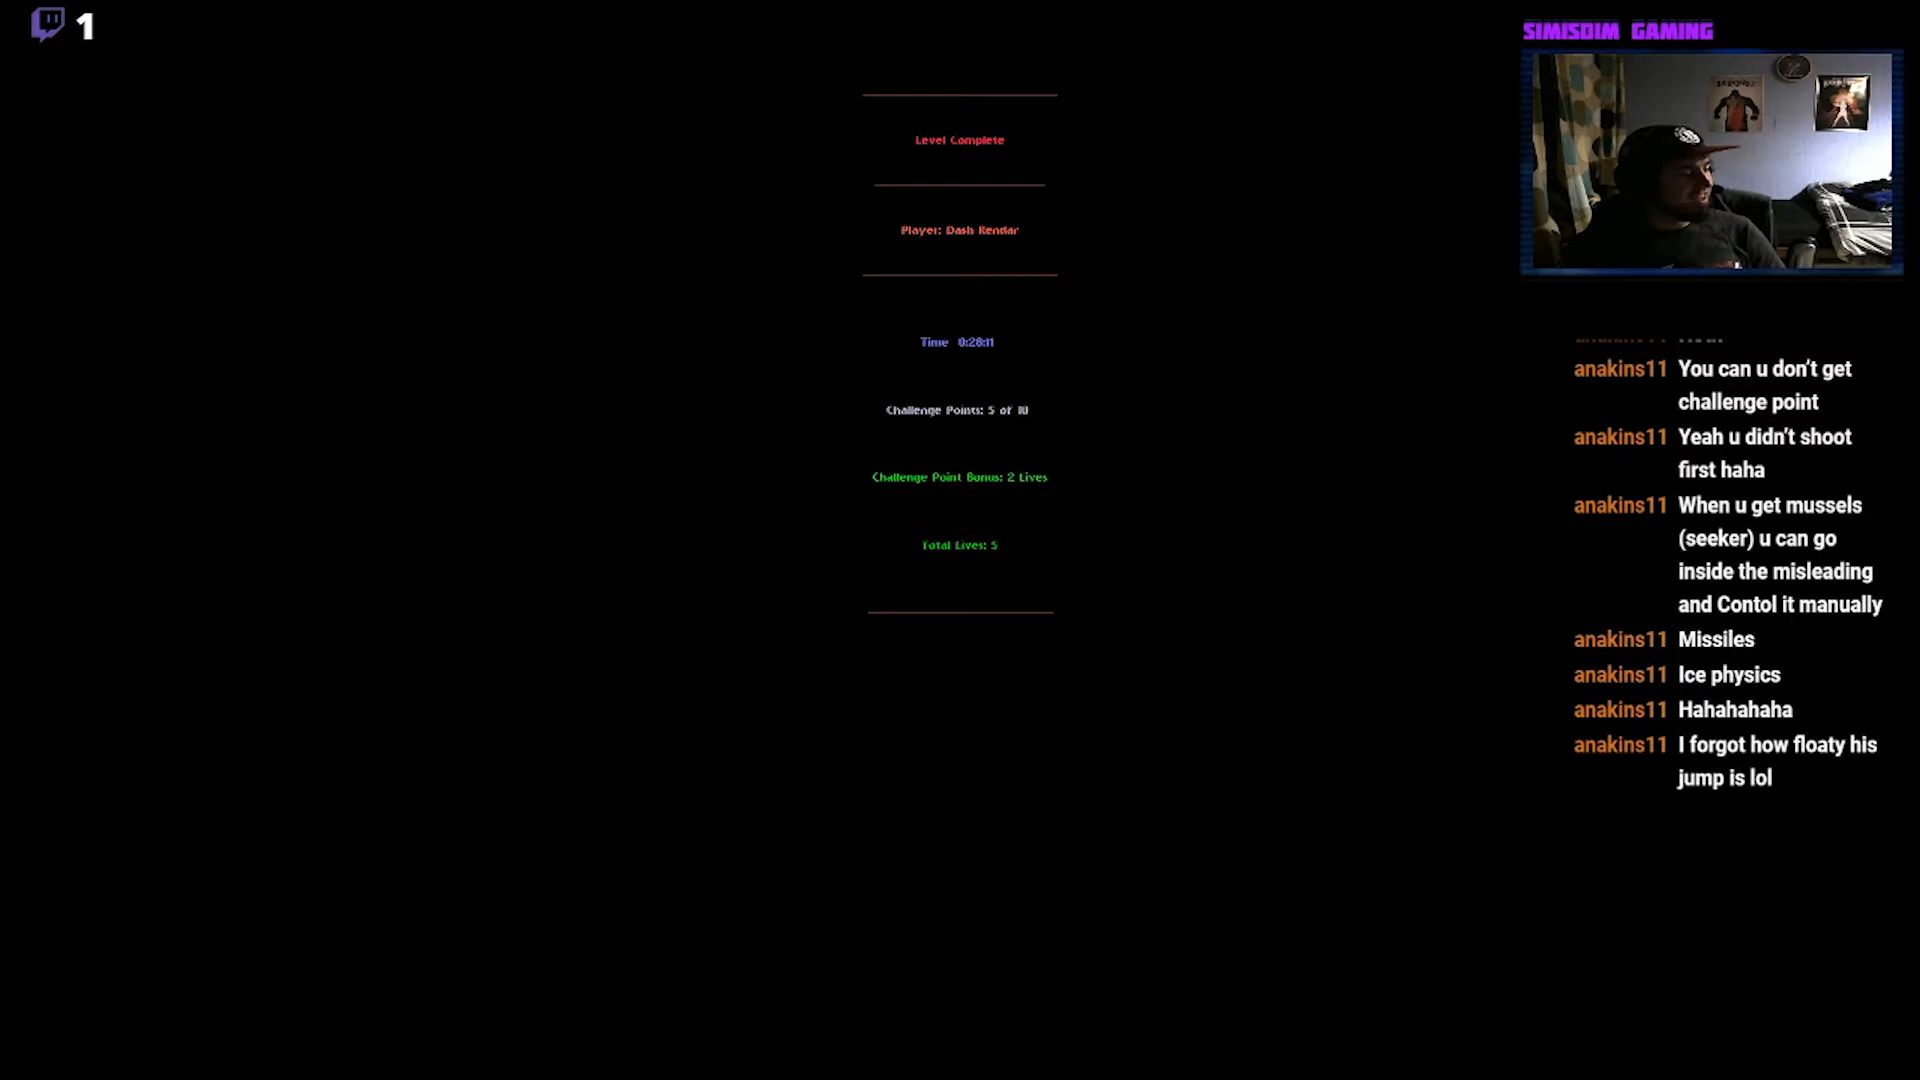 1
SIMISDIM GAMING
Level Complete
Player: Dash Rendar
Time 0:28:11
Challenge Points: 5 of 10
Challenge Point Bonus: 2 Lives
Total Lives: 5
anakins11 You can u don't get
challenge point
anakins11 Yeah u didn't shoot
first haha
anakins11 When u get mussels
(seeker) u can go
inside the misleading
and Contol it manually
anakins11 Missiles
anakins11 Ice physics
anakins11 Hahahahaha
anakins11 I forgot how floaty his
jump is lol